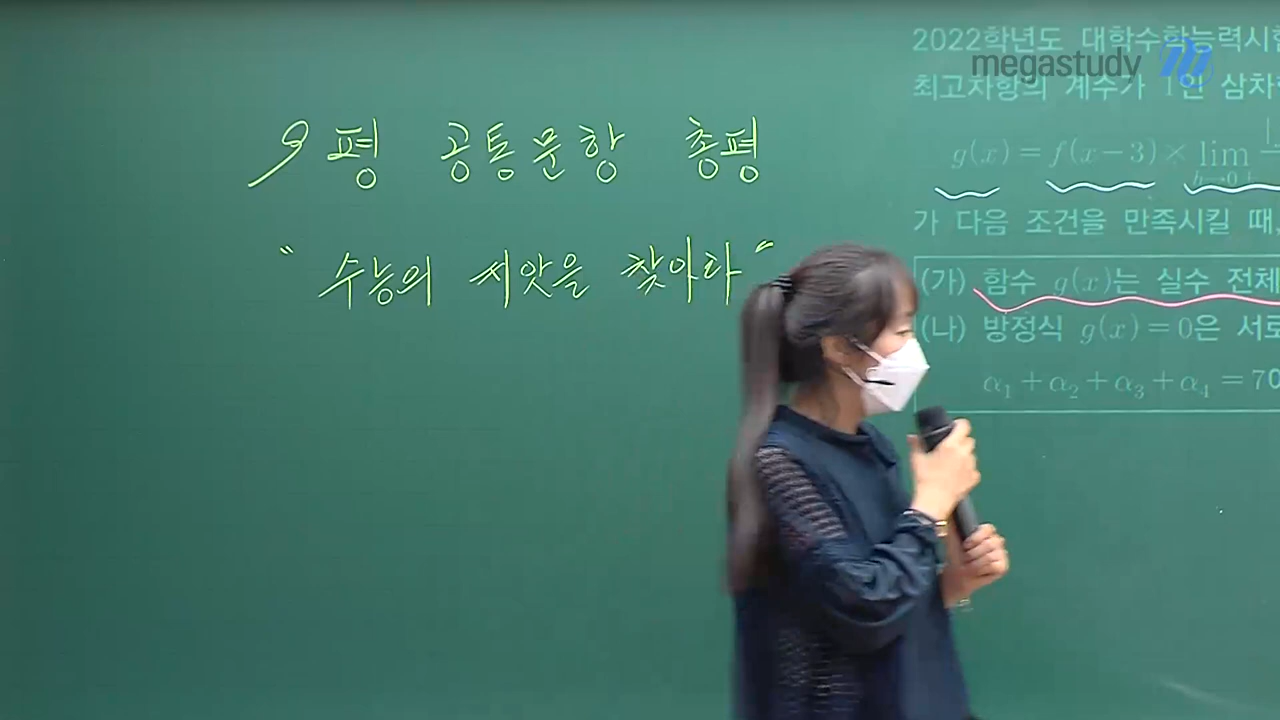 9평 공통문항 총평
" 수능의 씨앗을 찾아라 "
2022학년도 대학수학능력시험
megastudy
최고차항의 계수가 1인 삼차
g(x) = f(x-3) × lim
h→0+
가 다음 조건을 만족시킬 때,
(가) 함수 g(x)는 실수 전체
(나) 방정식 g(x) = 0은 서로
α₁ + α₂ + α₃ + α₄ = 70